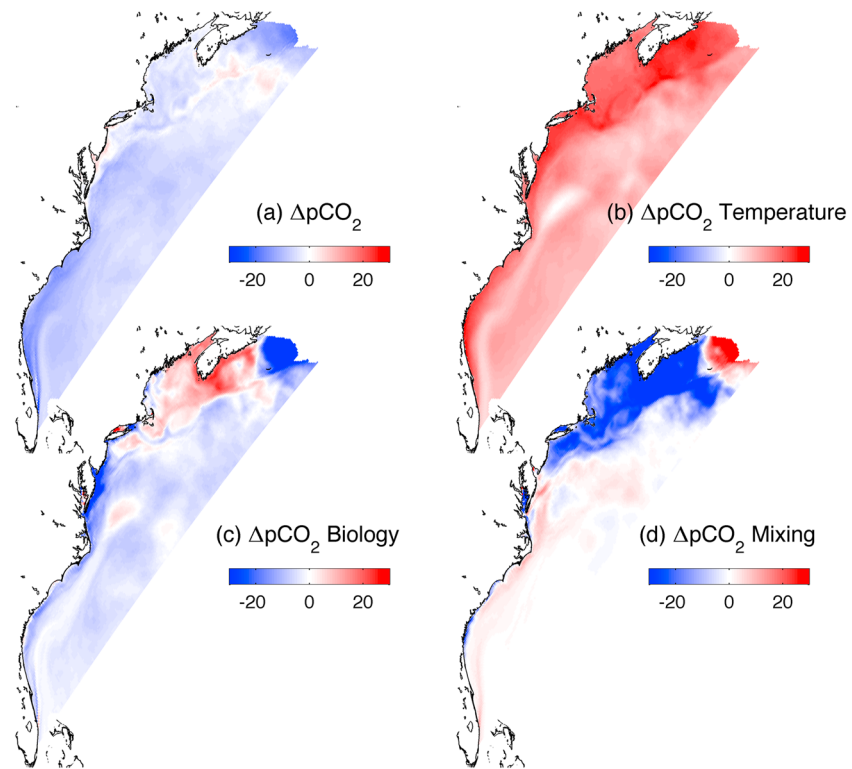 (a) ΔpCO₂
-20 0 20
(b) ΔpCO₂ Temperature
-20 0 20
(c) ΔpCO₂ Biology
-20 0 20
(d) ΔpCO₂ Mixing
-20 0 20